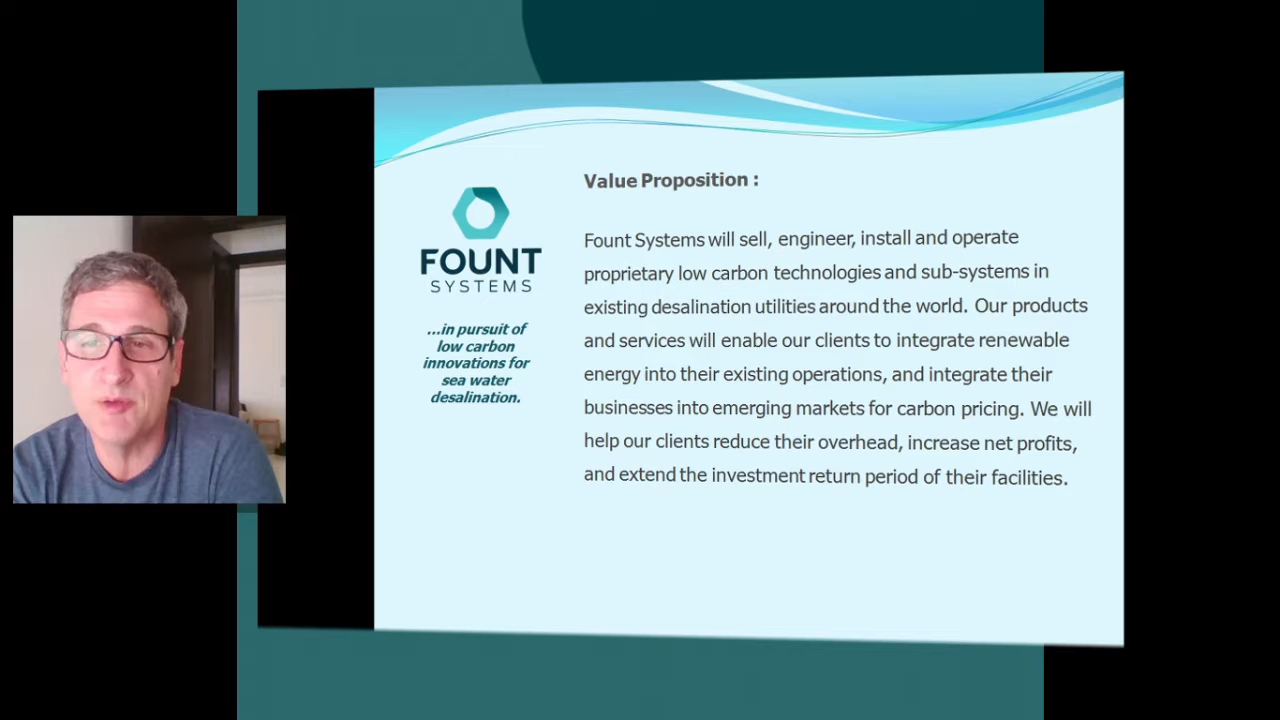 FOUNT
SYSTEMS
...in pursuit of
low carbon
innovations for
sea water
desalination.
Value Proposition :
Fount Systems will sell, engineer, install and operate
proprietary low carbon technologies and sub-systems in
existing desalination utilities around the world. Our products
and services will enable our clients to integrate renewable
energy into their existing operations, and integrate their
businesses into emerging markets for carbon pricing. We will
help our clients reduce their overhead, increase net profits,
and extend the investment return period of their facilities.